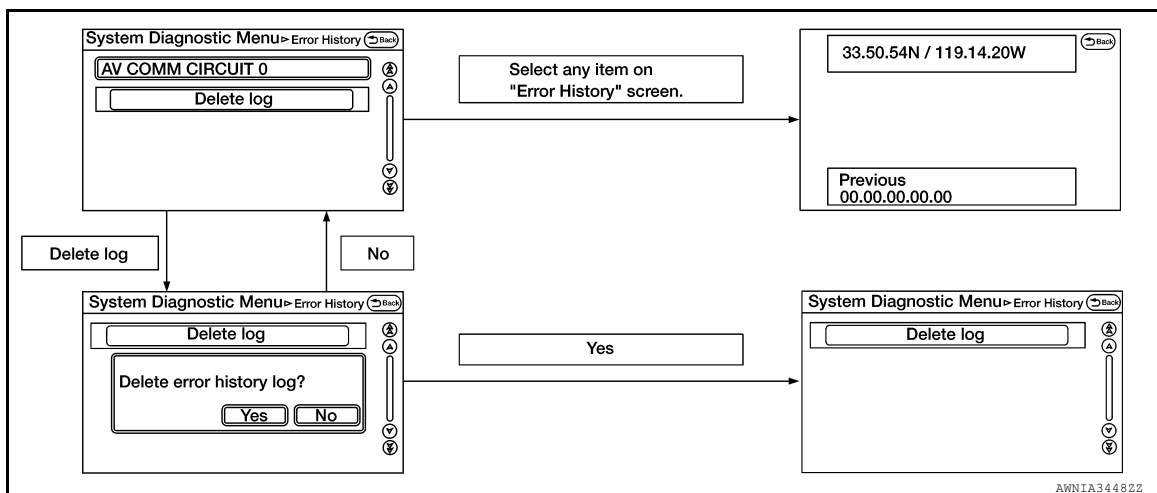 System Diagnostic Menu▻Error History Back
AV COMM CIRCUIT 0
Delete log
Select any item on
"Error History" screen.
Back
33.50.54N / 119.14.20W
Previous
00.00.00.00.00
Delete log
No
System Diagnostic Menu▻Error History Back
Delete log
Delete error history log?
Yes No
Yes
System Diagnostic Menu▻Error History Back
Delete log
AWNIA3448ZZ